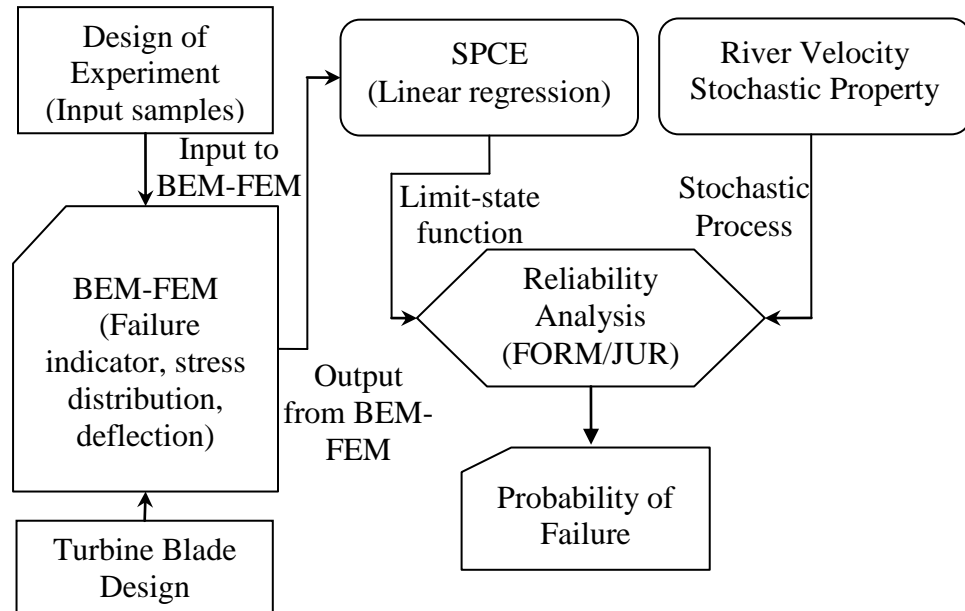 Design of
Experiment
(Input samples)
SPCE
(Linear regression)
River Velocity
Stochastic Property
Input to
BEM-FEM
Limit-state
function
Stochastic
Process
BEM-FEM
(Failure
indicator, stress
distribution,
deflection)
Reliability
Analysis
(FORM/JUR)
Output
from BEM-
FEM
Probability of
Failure
Turbine Blade
Design